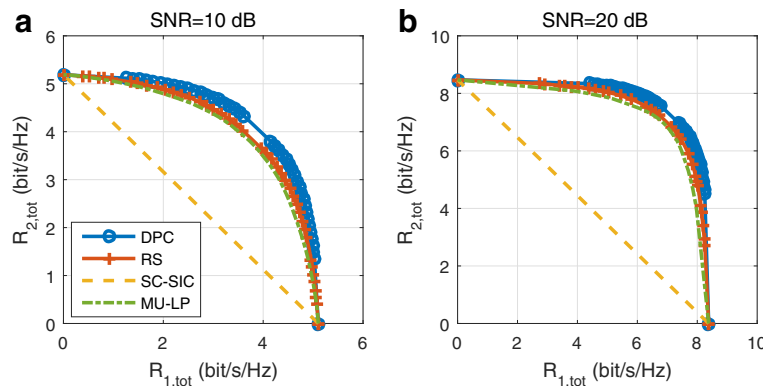 a
SNR=10 dB
R2,tot (bit/s/Hz)
6
5
4
3
2
1
0
DPC
RS
SC-SIC
MU-LP
0 2 4 6
R1,tot (bit/s/Hz)
b
SNR=20 dB
R2,tot (bit/s/Hz)
10
8
6
4
2
0
0 2 4 6 8 10
R1,tot (bit/s/Hz)